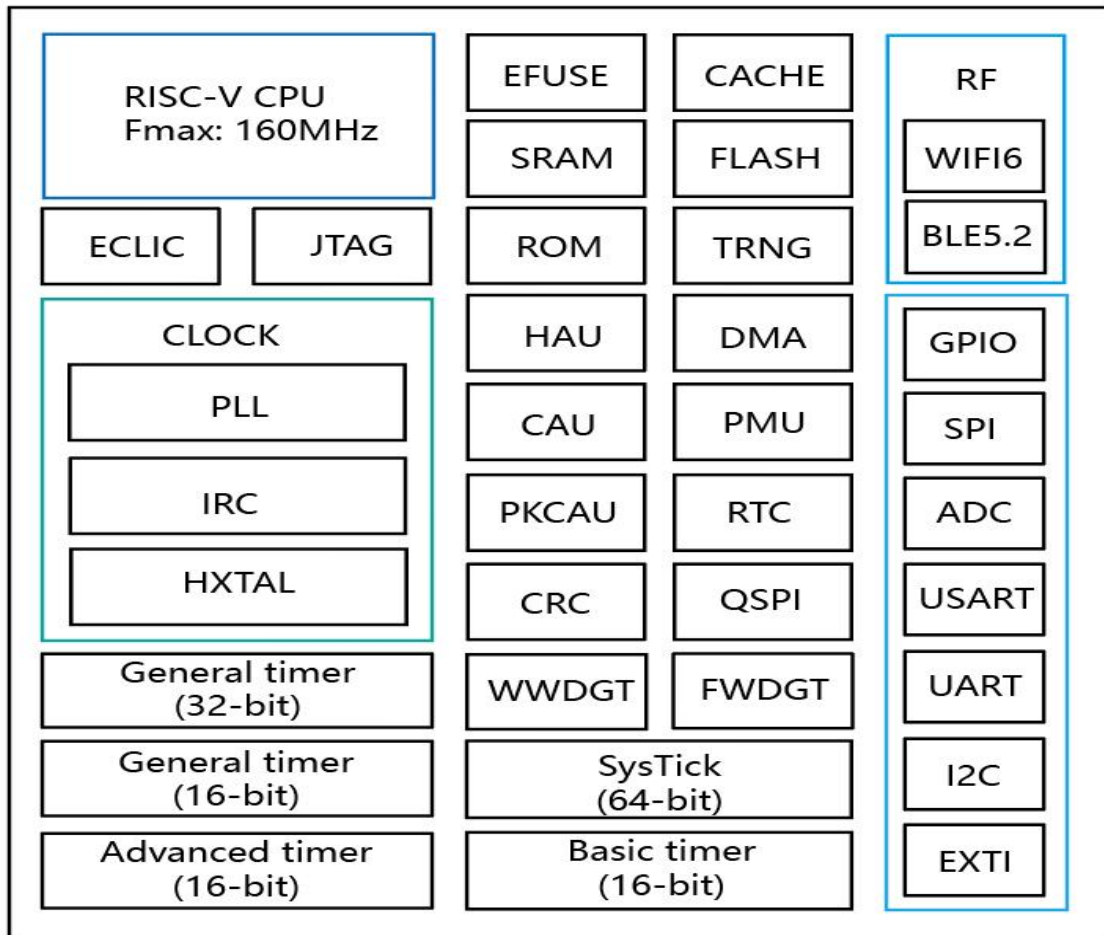 RISC-V CPU
Fmax: 160MHz
ECLIC
JTAG
CLOCK
PLL
IRC
HXTAL
General timer
(32-bit)
General timer
(16-bit)
Advanced timer
(16-bit)
EFUSE
CACHE
SRAM
FLASH
ROM
TRNG
HAU
DMA
CAU
PMU
PKCAU
RTC
CRC
QSPI
WWDGT
FWDGT
SysTick
(64-bit)
Basic timer
(16-bit)
RF
WIFI6
BLE5.2
GPIO
SPI
ADC
USART
UART
I2C
EXTI